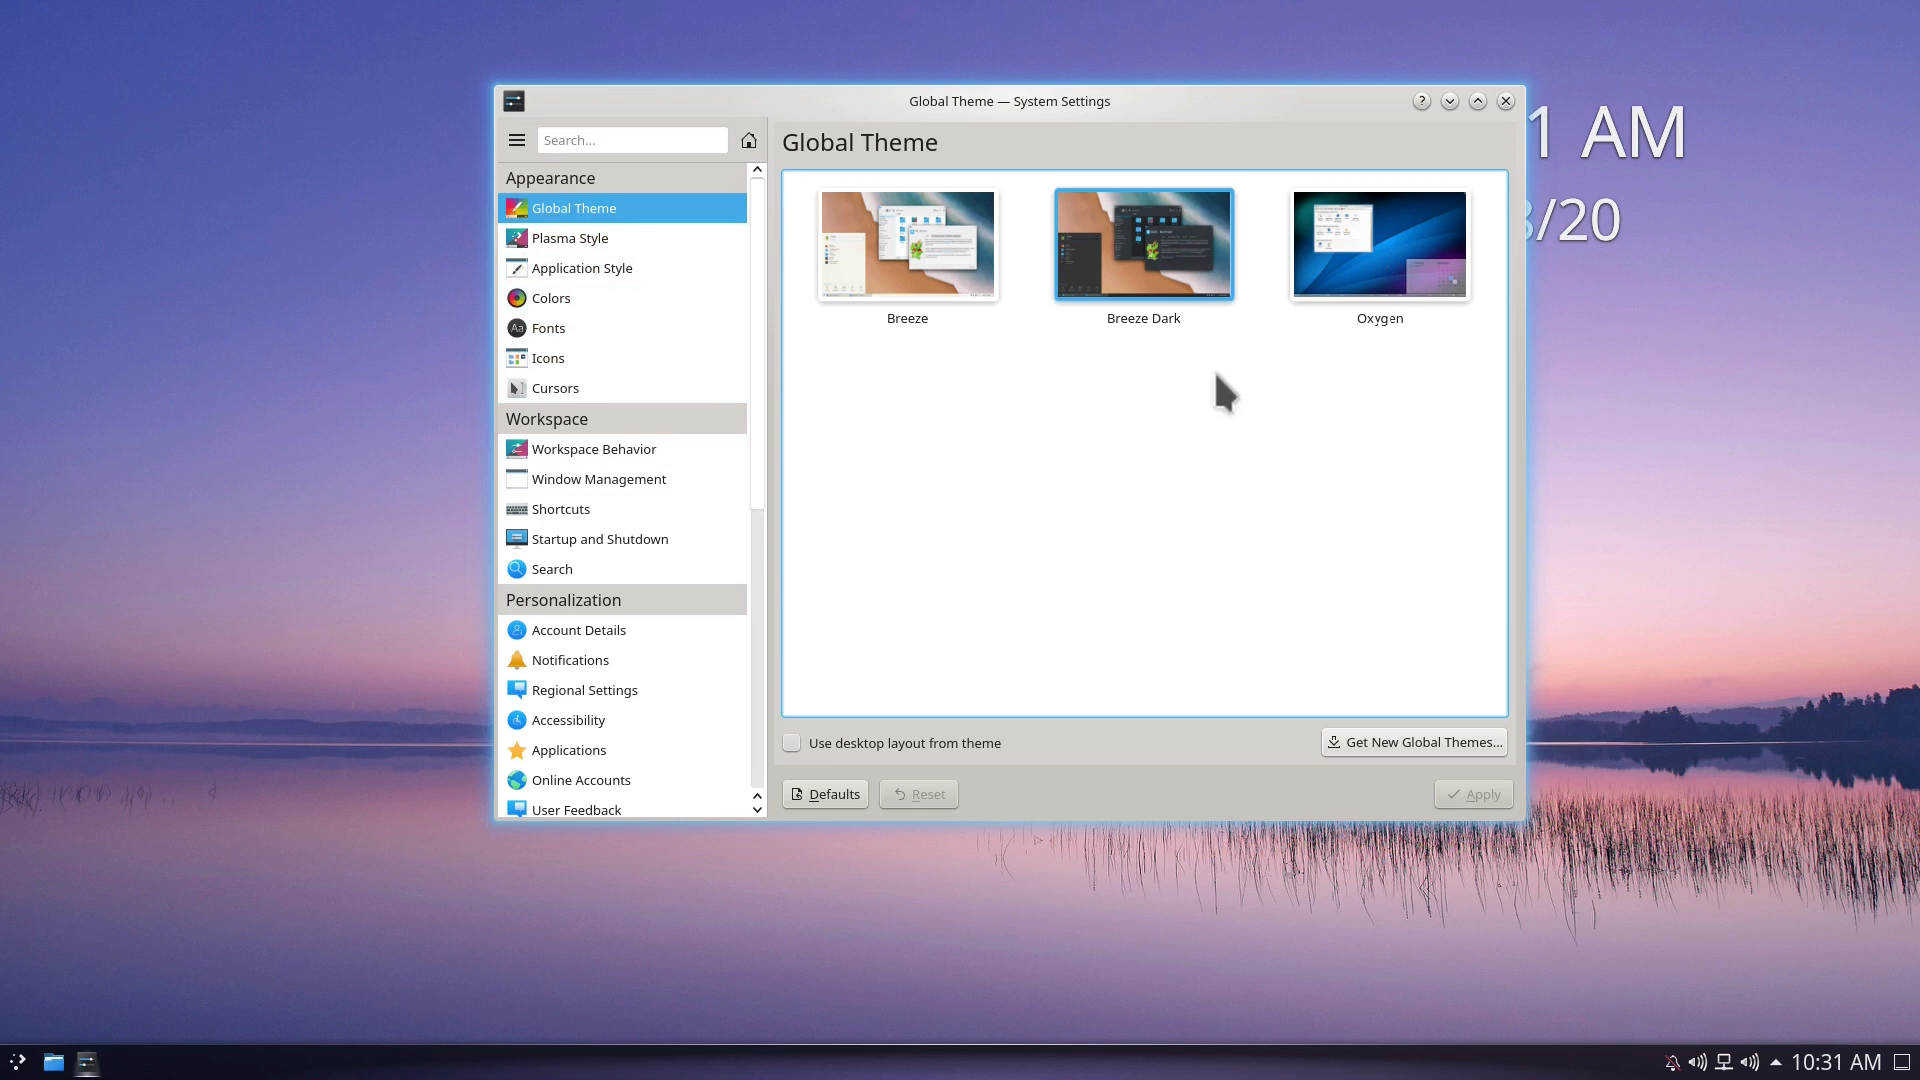 Global Theme — System Settings
Search...
Global Theme
Appearance
Global Theme
Plasma Style
Application Style
Colors
Aa
Fonts
Icons
Cursors
Workspace
Workspace Behavior
Window Management
Shortcuts
Startup and Shutdown
Search
Personalization
Account Details
Notifications
Regional Settings
Accessibility
Applications
Online Accounts
User Feedback
Breeze
Breeze Dark
Oxygen
Use desktop layout from theme
Get New Global Themes...
Defaults
Reset
Apply
1 AM
/20
10:31 AM